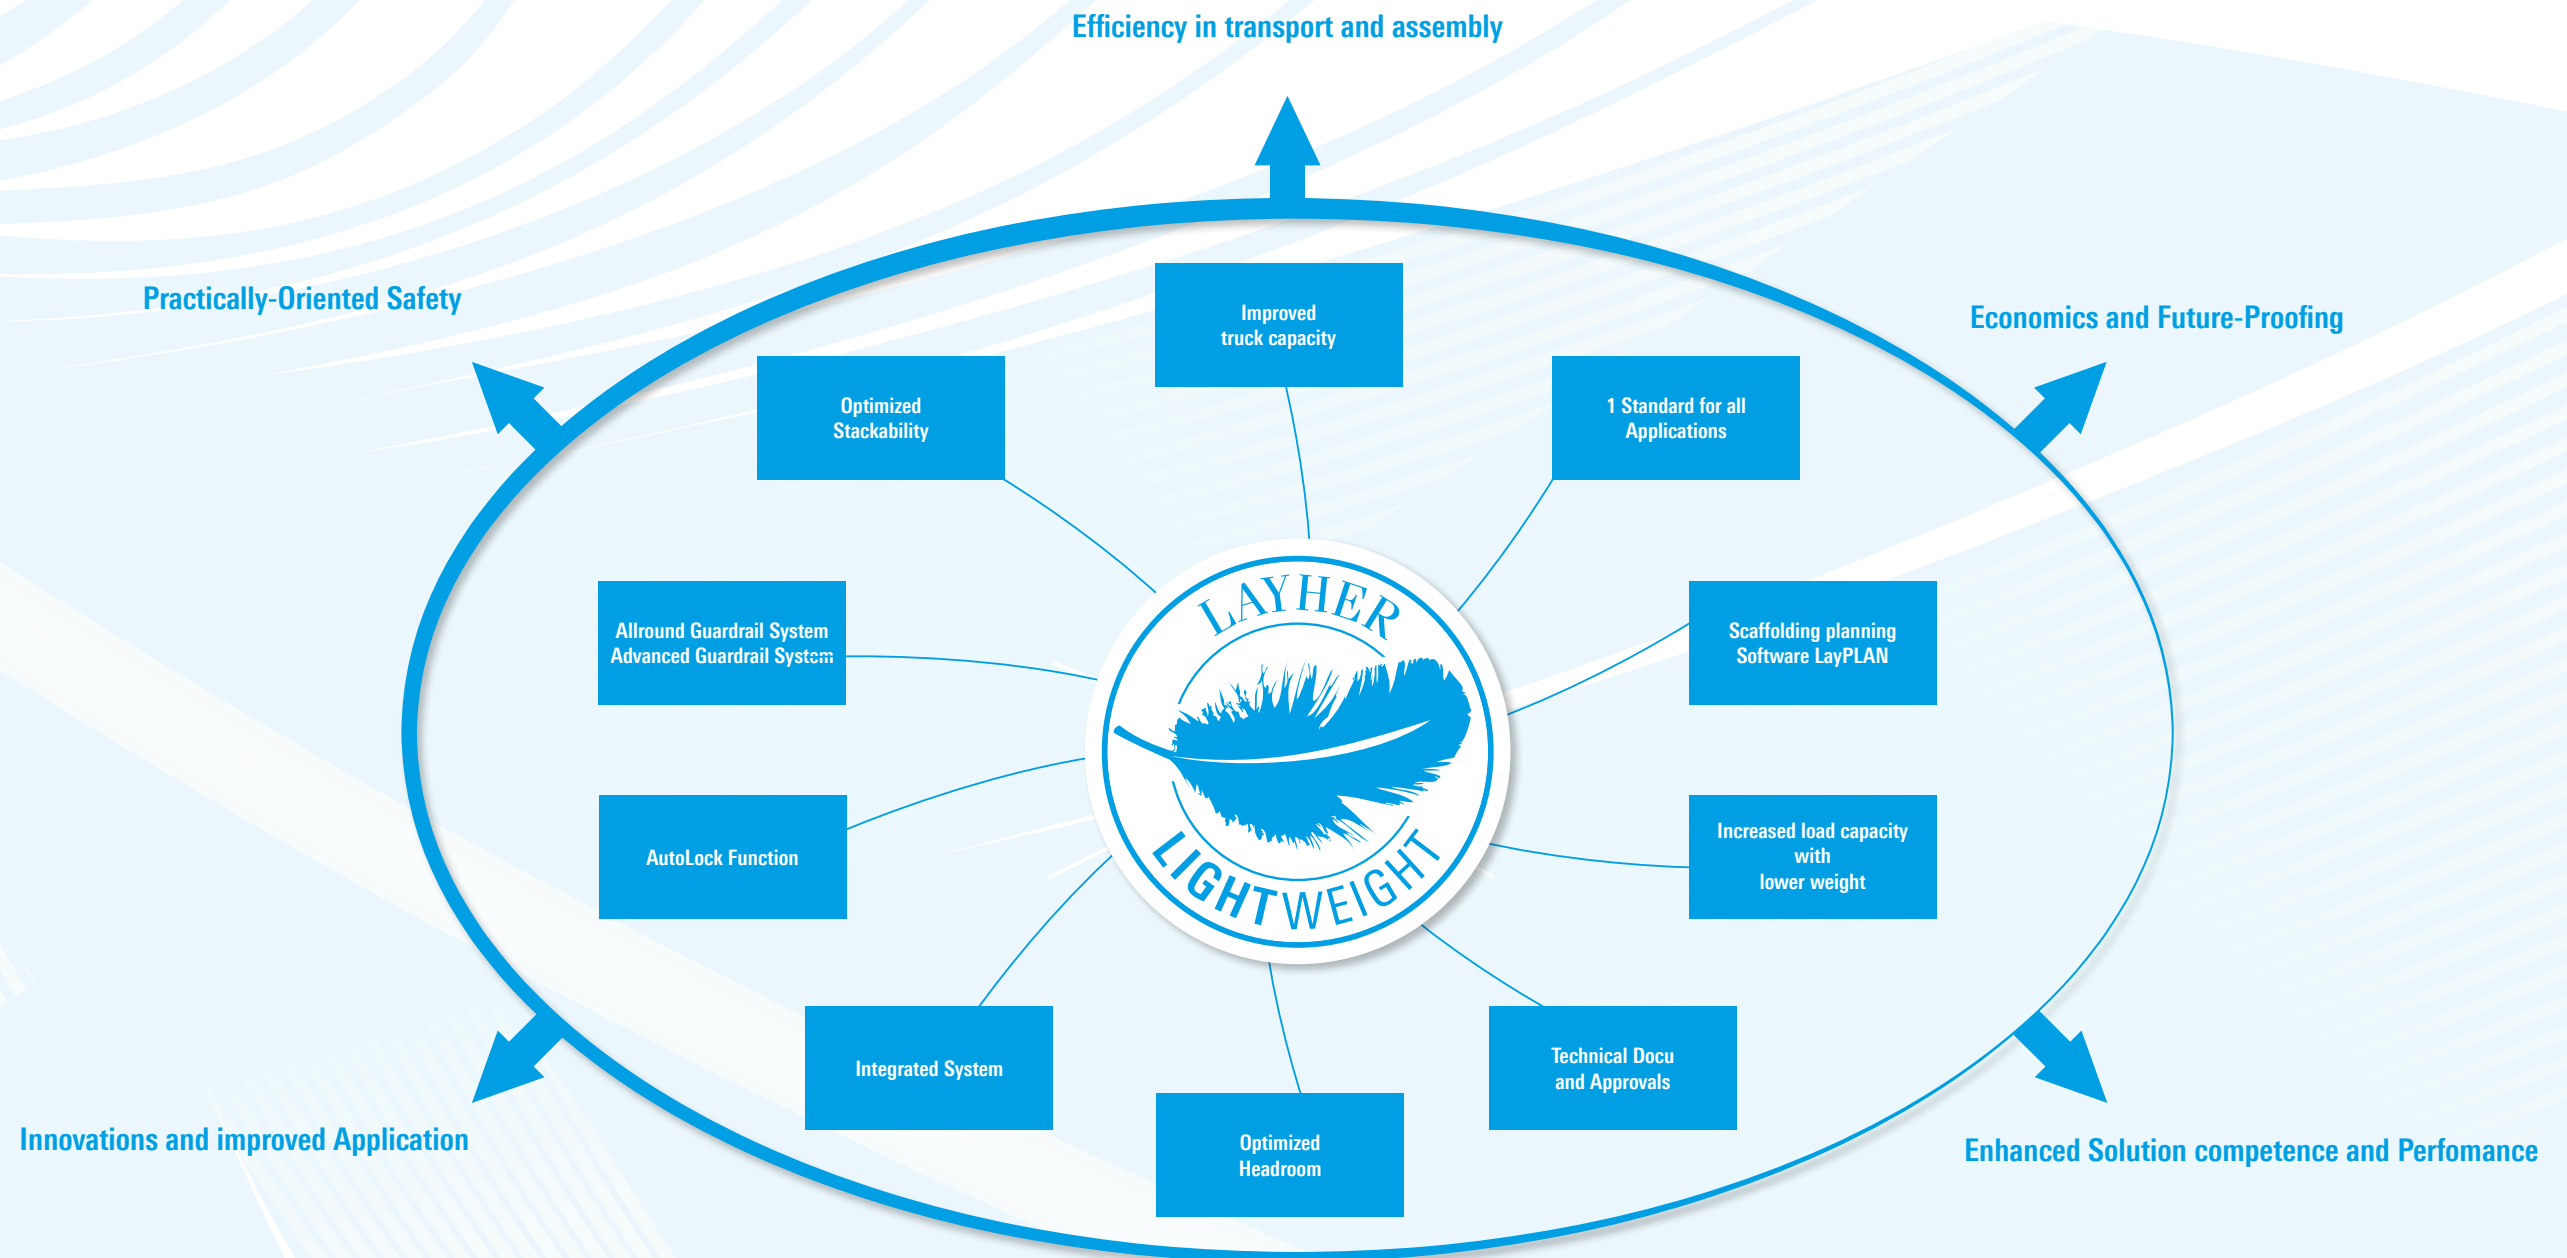 Efficiency in transport and assembly
Practically-Oriented Safety
Economics and Future-Proofing
Improved
truck capacity
Optimized
Stackability
1 Standard for all
Applications
Allround Guardrail System
Advanced Guardrail System
Scaffolding planning
Software LayPLAN
LAYHER
LIGHTWEIGHT
AutoLock Function
Increased load capacity
with
lower weight
Integrated System
Technical Docu
and Approvals
Optimized
Headroom
Innovations and improved Application
Enhanced Solution competence and Perfomance